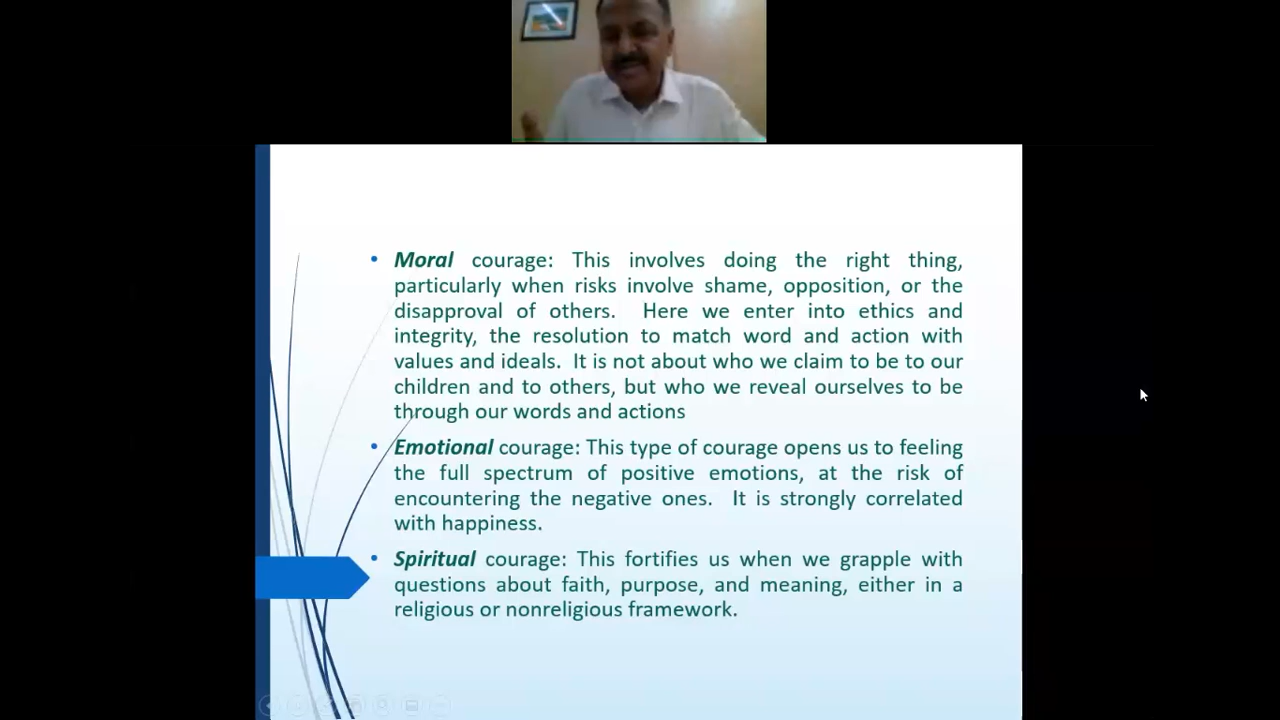 • Moral courage: This involves doing the right thing,
particularly when risks involve shame, opposition, or the
disapproval of others. Here we enter into ethics and
integrity, the resolution to match word and action with
values and ideals. It is not about who we claim to be to our
children and to others, but who we reveal ourselves to be
through our words and actions
• Emotional courage: This type of courage opens us to feeling
the full spectrum of positive emotions, at the risk of
encountering the negative ones. It is strongly correlated
with happiness.
• Spiritual courage: This fortifies us when we grapple with
questions about faith, purpose, and meaning, either in a
religious or nonreligious framework.